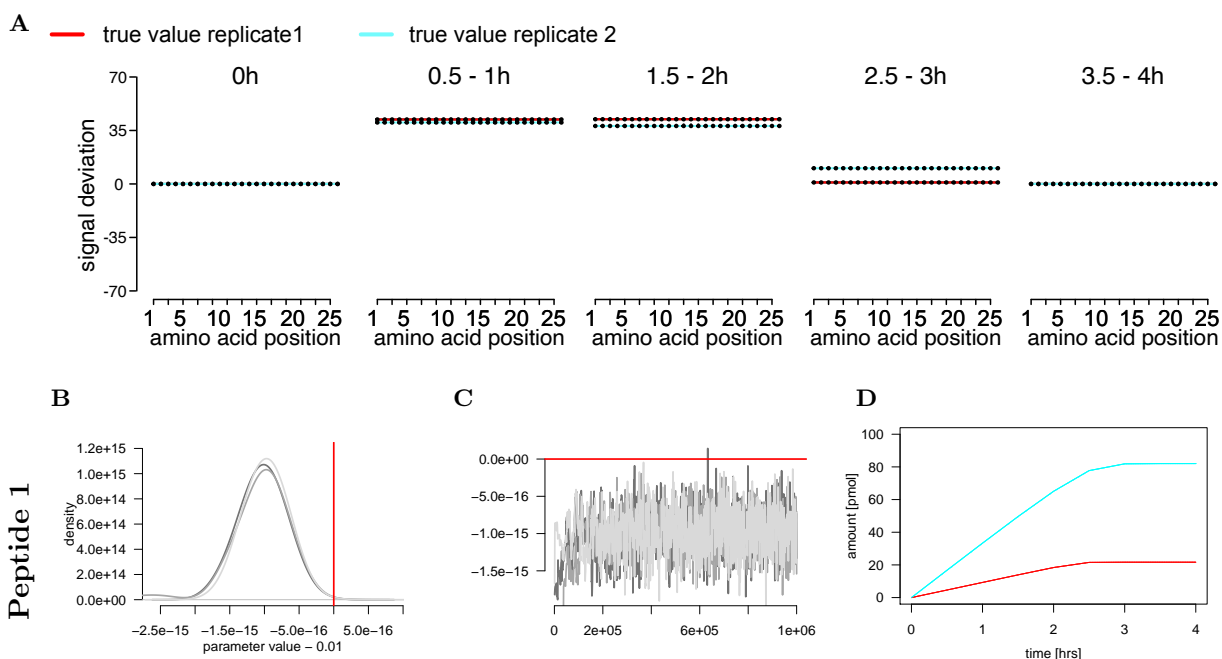 A
true value replicate1
true value replicate 2
0h
0.5 - 1h
1.5 - 2h
2.5 - 3h
3.5 - 4h
signal deviation
70
35
0
-35
-70
1 5 10 15 20 25
1 5 10 15 20 25
1 5 10 15 20 25
1 5 10 15 20 25
1 5 10 15 20 25
amino acid position
amino acid position
amino acid position
amino acid position
amino acid position
Peptide 1
B
density
1.2e+15
1.0e+15
8.0e+14
6.0e+14
4.0e+14
2.0e+14
0.0e+00
−2.5e−15 −1.5e−15 −5.0e−16 5.0e−16
parameter value − 0.01
C
0.0e+00
−5.0e−16
−1.0e−15
−1.5e−15
0 2e+05 6e+05 1e+06
D
amount [pmol]
100
80
60
40
20
0
0 1 2 3 4
time [hrs]